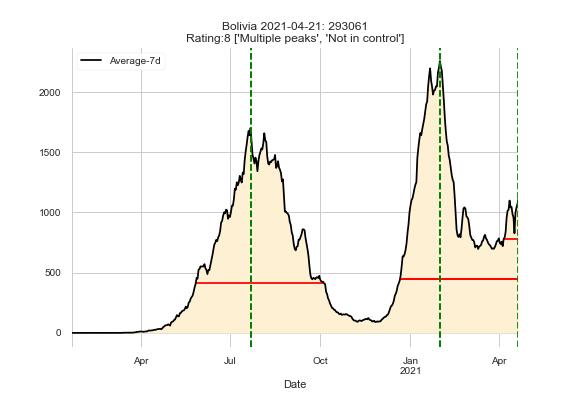 Bolivia 2021-04-21: 293061
Rating:8 ['Multiple peaks', 'Not in control']
Average-7d
2000
1500
1000
500
0
Apr
Jul
Oct
Jan
2021
Apr
Date